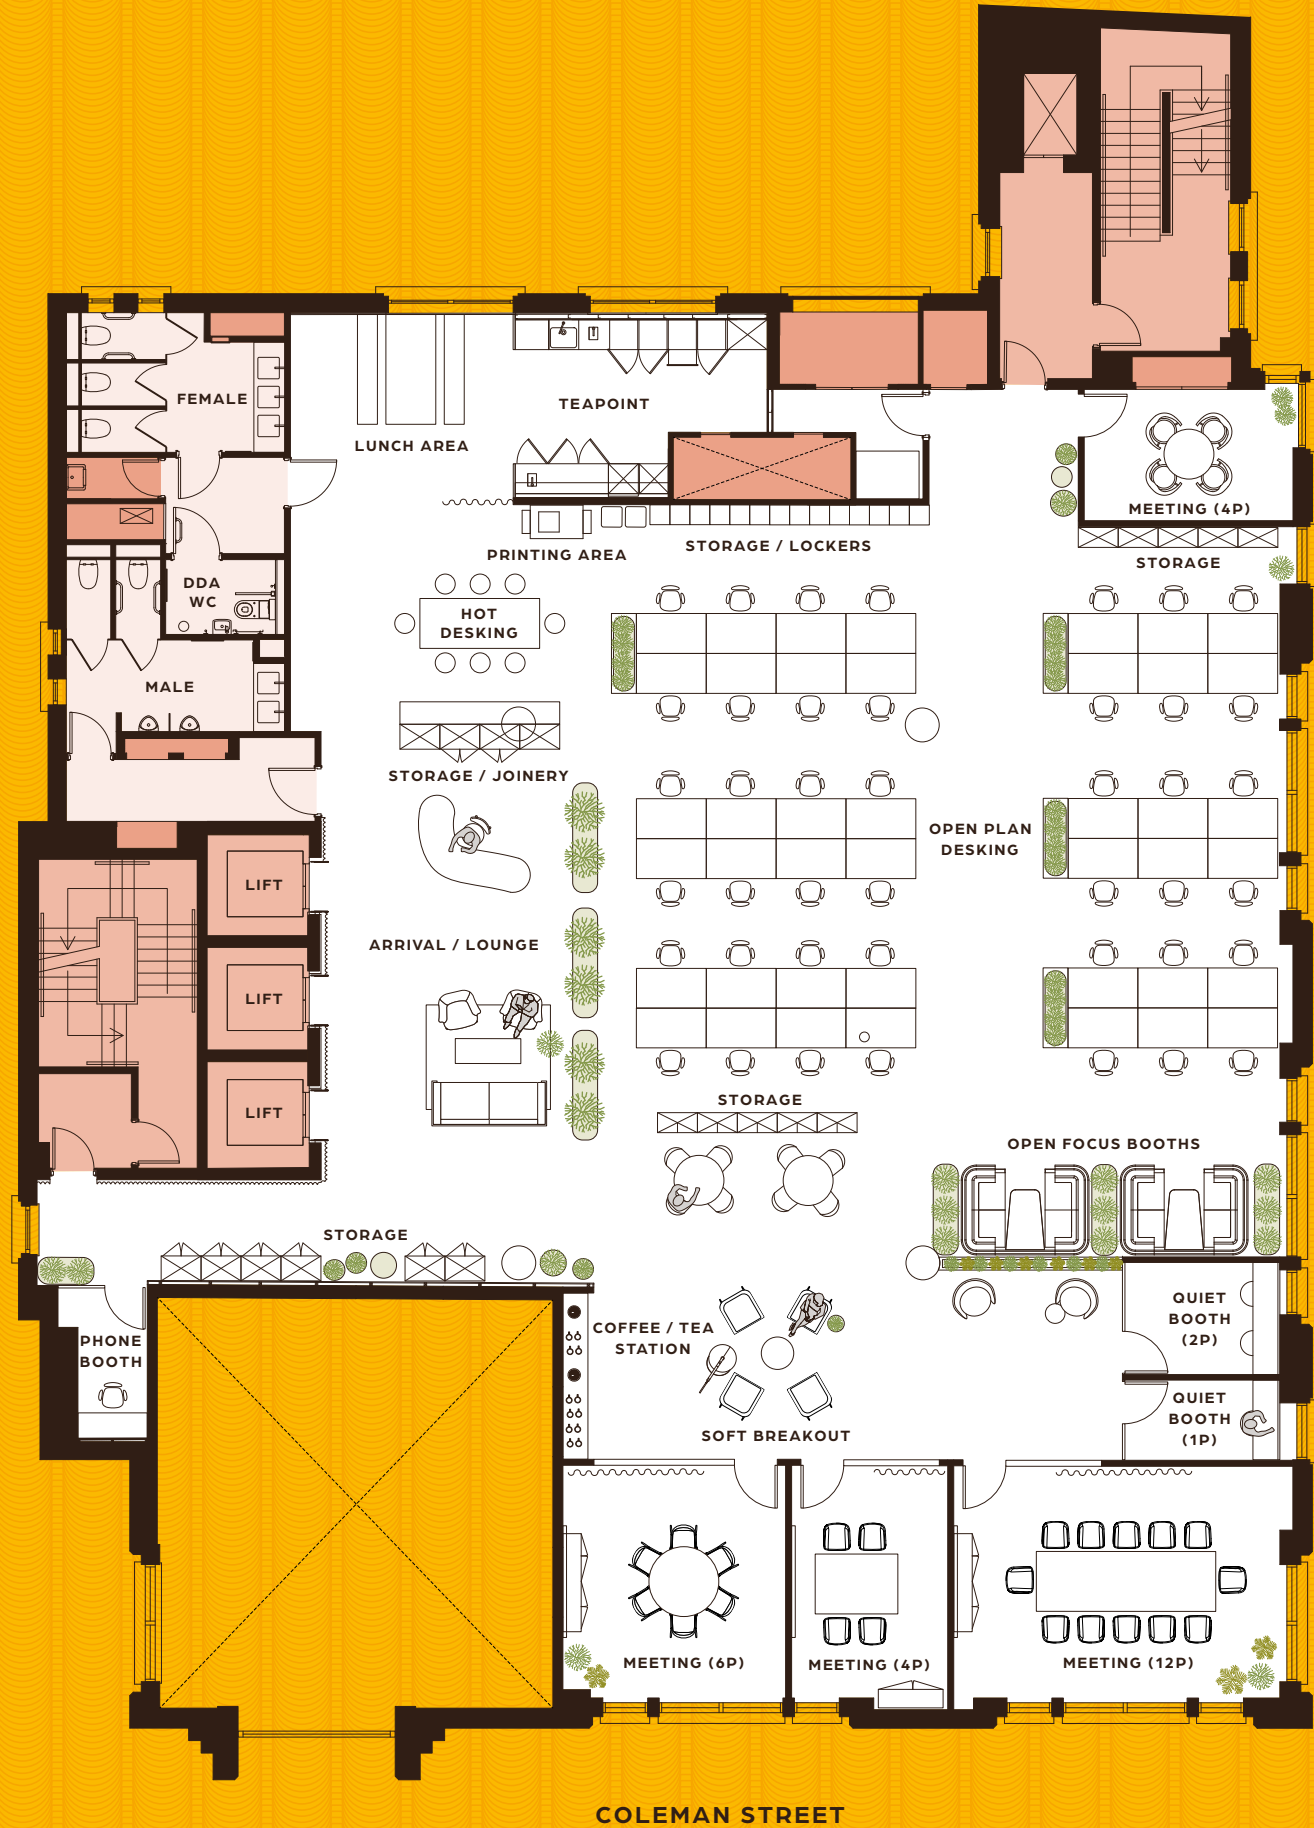 FEMALE
TEAPOINT
LUNCH AREA
MEETING (4P)
PRINTING AREA
STORAGE / LOCKERS
STORAGE
DDA
WC
HOT
DESKING
MALE
STORAGE / JOINERY
OPEN PLAN
DESKING
LIFT
ARRIVAL / LOUNGE
LIFT
LIFT
STORAGE
OPEN FOCUS BOOTHS
STORAGE
QUIET
BOOTH
(2P)
PHONE
BOOTH
COFFEE / TEA
STATION
QUIET
BOOTH
(1P)
SOFT BREAKOUT
MEETING (6P)
MEETING (4P)
MEETING (12P)
COLEMAN STREET